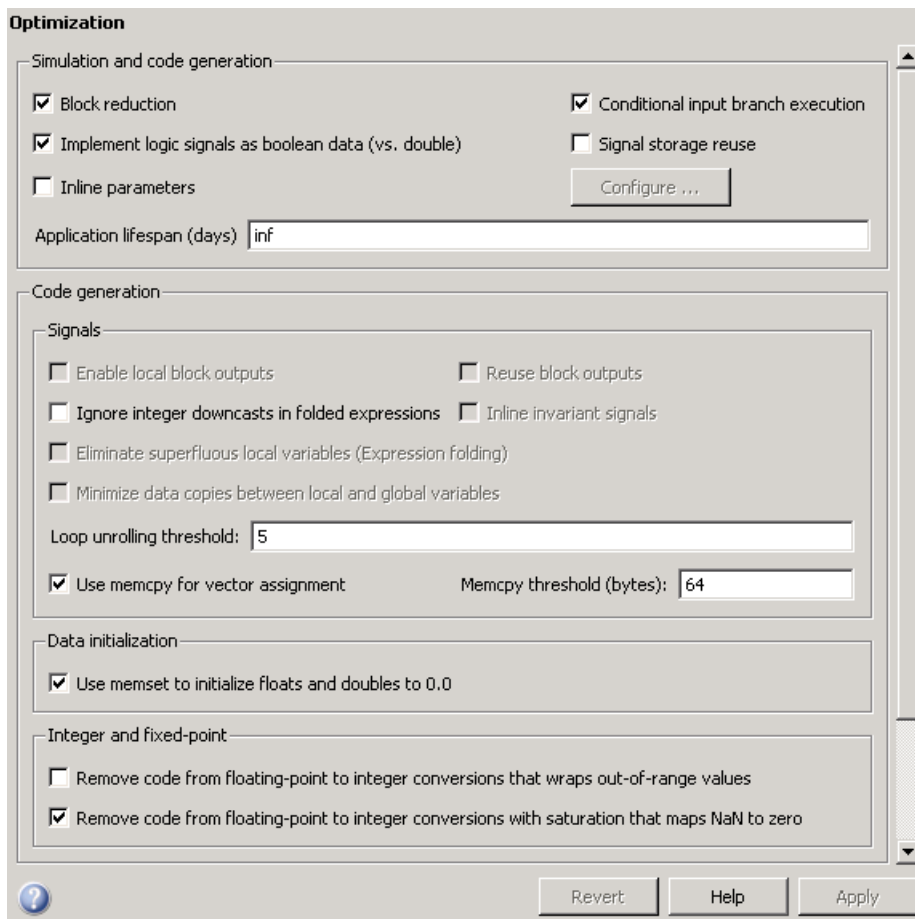 Optimization
Simulation and code generation
Block reduction
Conditional input branch execution
Implement logic signals as boolean data (vs. double)
Signal storage reuse
Inline parameters
Configure ...
Application lifespan (days) inf
Code generation
Signals
Enable local block outputs
Reuse block outputs
Ignore integer downcasts in folded expressions
Inline invariant signals
Eliminate superfluous local variables (Expression folding)
Minimize data copies between local and global variables
Loop unrolling threshold: 5
Use memcpy for vector assignment
Memcpy threshold (bytes): 64
Data initialization
Use memset to initialize floats and doubles to 0.0
Integer and fixed-point
Remove code from floating-point to integer conversions that wraps out-of-range values
Remove code from floating-point to integer conversions with saturation that maps NaN to zero
?
Revert
Help
Apply